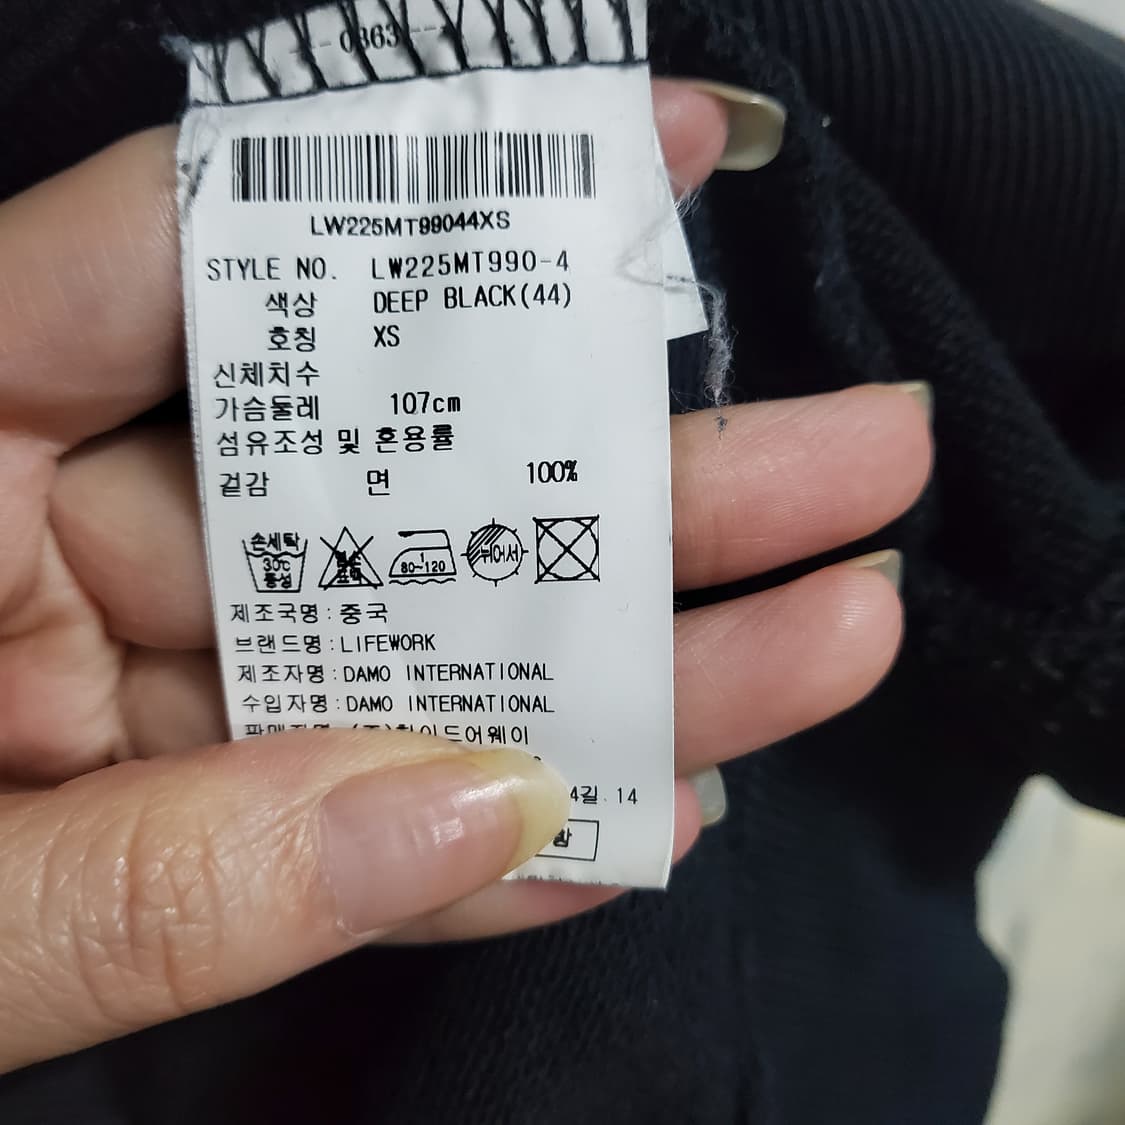 0363
LW225MT99044XS
STYLE NO. LW225MT990-4
색상 DEEP BLACK(44)
호칭 XS
신체치수
가슴둘레 107cm
섬유조성 및 혼용률
겉감 면 100%
손세탁
30℃
중성
1
80~120
뉘어서
제조국명:중국
브랜드명:LIFEWORK
제조자명:DAMO INTERNATIONAL
수입자명:DAMO INTERNATIONAL
4길.14